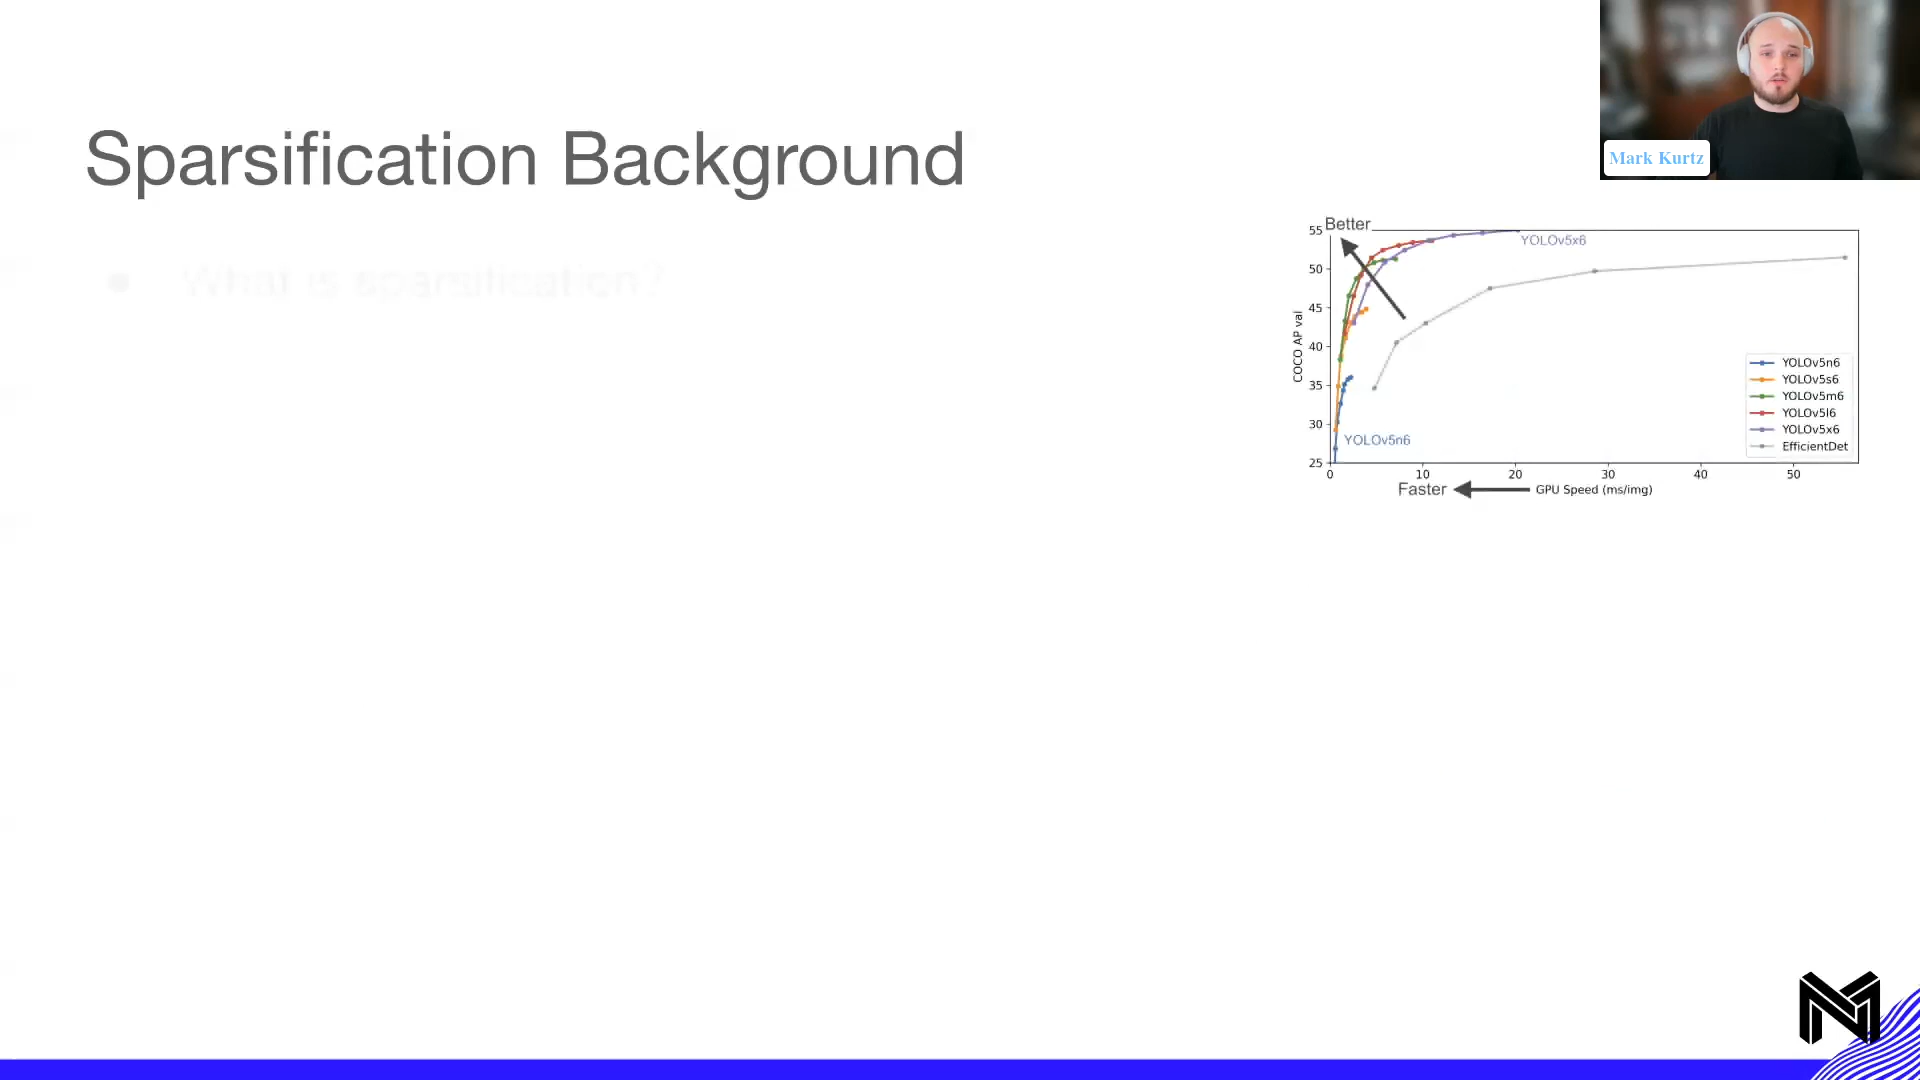 Sparsification Background
What is sparsification?
Mark Kurtz
Better
55
50
45
40
35
30
25
COCO AP val
YOLOv5x6
YOLOv5n6
YOLOv5n6
YOLOv5s6
YOLOv5m6
YOLOv5l6
YOLOv5x6
EfficientDet
0 10 20 30 40 50
Faster GPU Speed (ms/img)